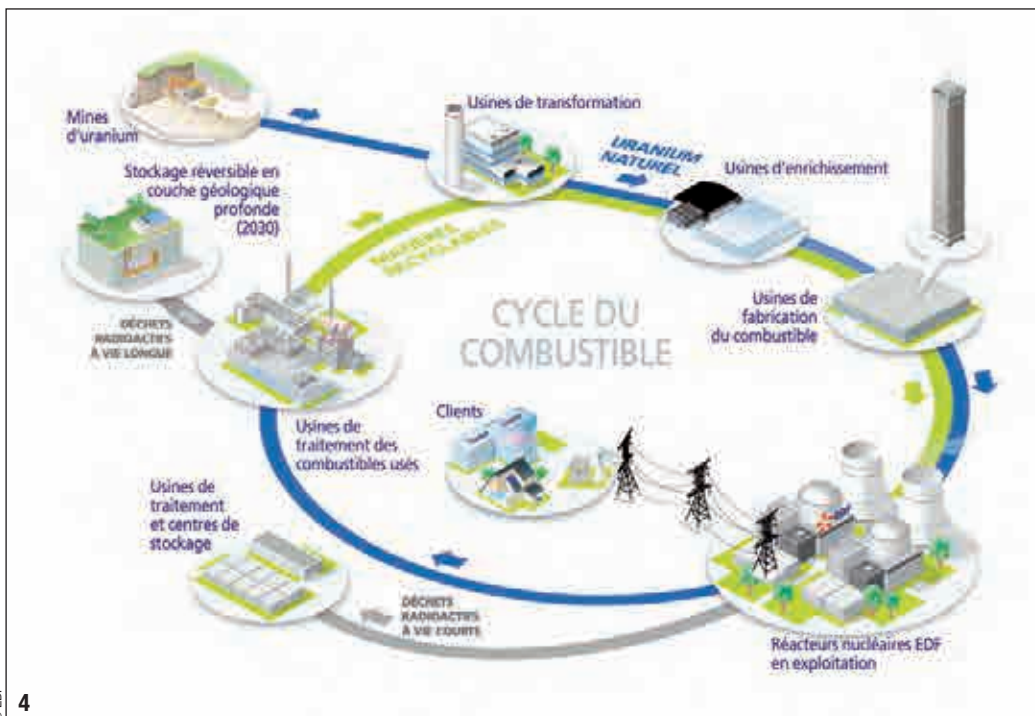 Mines
d'uranium
Usines de transformation
URANIUM
NATUREL
Usines d'enrichissement
Stockage réversible en
couche géologique
profonde
(2030)
MATIÈRES
RECYCLABLES
DÉCHETS
RADIOACTIFS
À VIE LONGUE
CYCLE DU
COMBUSTIBLE
Usines de
fabrication
du combustible
Usines de
traitement des
combustibles usés
Clients
Usines de
traitement
et centres de
stockage
DÉCHETS
RADIOACTIFS
À VIE COURTE
Réacteurs nucléaires EDF
en exploitation
4